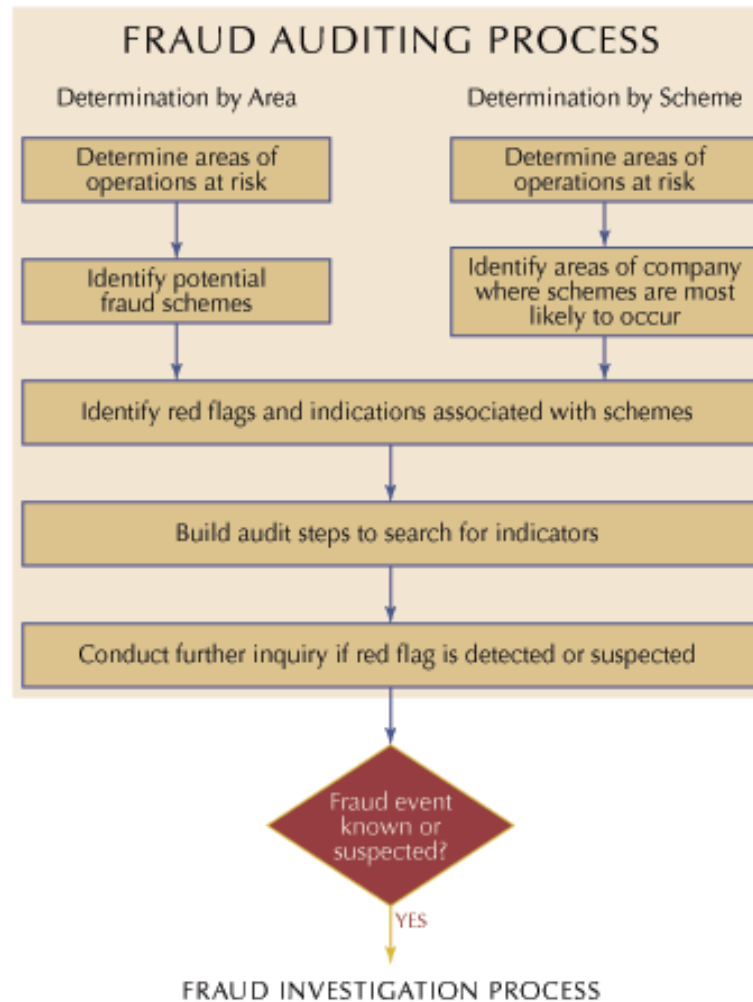 FRAUD AUDITING PROCESS
Determination by Area
Determination by Scheme
Determine areas of
operations at risk
Determine areas of
operations at risk
Identify potential
fraud schemes
Identify areas of company
where schemes are most
likely to occur
Identify red flags and indications associated with schemes
Build audit steps to search for indicators
Conduct further inquiry if red flag is detected or suspected
Fraud event
known or
suspected?
YES
FRAUD INVESTIGATION PROCESS